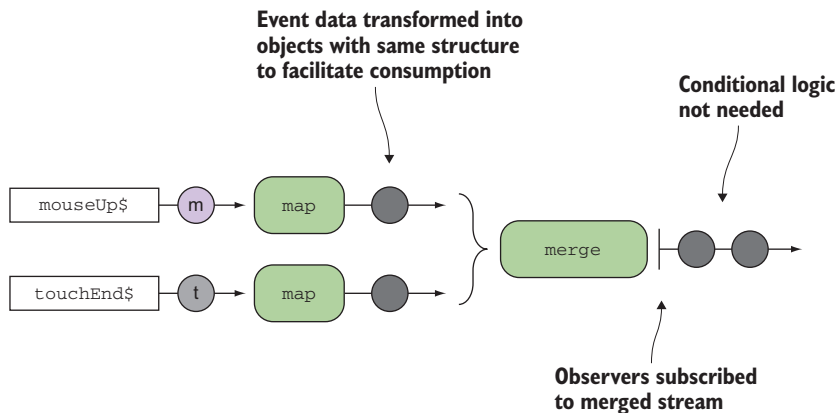 Event data transformed into
objects with same structure
to facilitate consumption
Conditional logic
not needed
mouseUp$
m
map
merge
touchEnd$
t
map
Observers subscribed
to merged stream